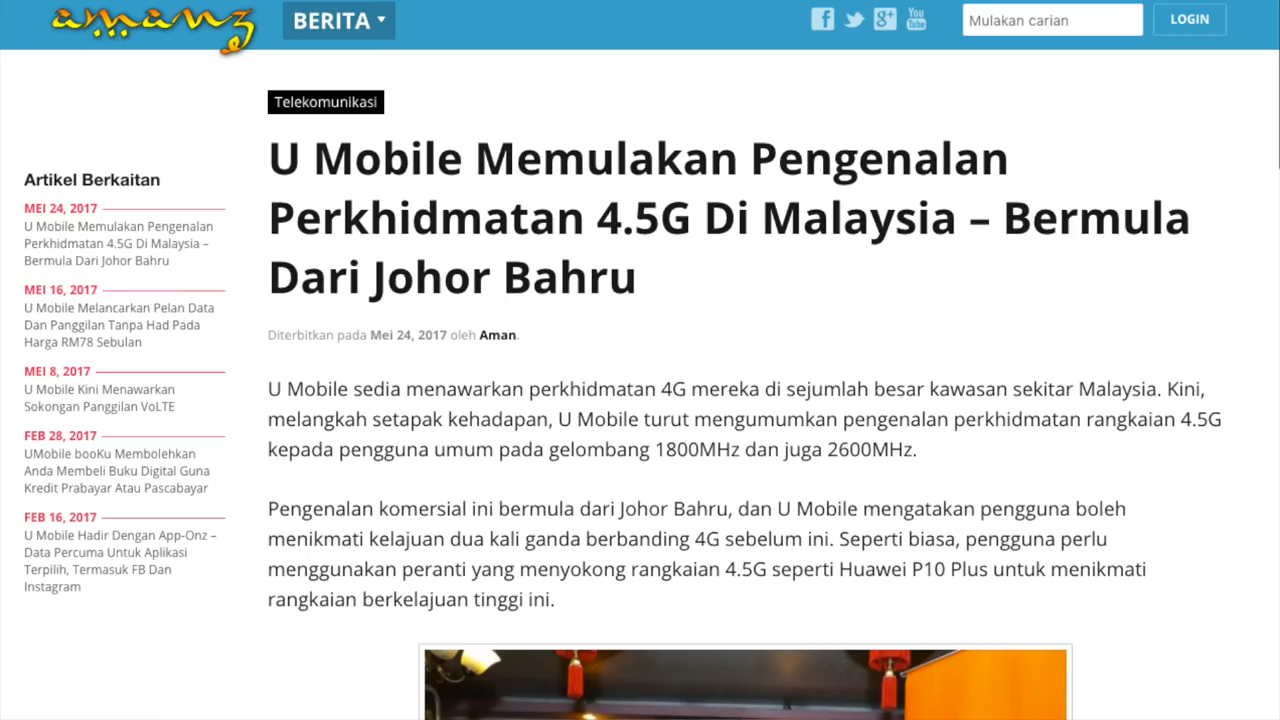 amanz
BERITA
Mulakan carian
LOGIN
Telekomunikasi
U Mobile Memulakan Pengenalan
Perkhidmatan 4.5G Di Malaysia – Bermula
Dari Johor Bahru
Diterbitkan pada Mei 24, 2017 oleh Aman.
Artikel Berkaitan
MEI 24, 2017
U Mobile Memulakan Pengenalan
Perkhidmatan 4.5G Di Malaysia –
Bermula Dari Johor Bahru
MEI 16, 2017
U Mobile Melancarkan Pelan Data
Dan Panggilan Tanpa Had Pada
Harga RM78 Sebulan
MEI 8, 2017
U Mobile Kini Menawarkan
Sokongan Panggilan VoLTE
FEB 28, 2017
UMobile booKu Membolehkan
Anda Membeli Buku Digital Guna
Kredit Prabayar Atau Pascabayar
FEB 16, 2017
U Mobile Hadir Dengan App-Onz –
Data Percuma Untuk Aplikasi
Terpilih, Termasuk FB Dan
Instagram
U Mobile sedia menawarkan perkhidmatan 4G mereka di sejumlah besar kawasan sekitar Malaysia. Kini,
melangkah setapak kehadapan, U Mobile turut mengumumkan pengenalan perkhidmatan rangkaian 4.5G
kepada pengguna umum pada gelombang 1800MHz dan juga 2600MHz.
Pengenalan komersial ini bermula dari Johor Bahru, dan U Mobile mengatakan pengguna boleh
menikmati kelajuan dua kali ganda berbanding 4G sebelum ini. Seperti biasa, pengguna perlu
menggunakan peranti yang menyokong rangkaian 4.5G seperti Huawei P10 Plus untuk menikmati
rangkaian berkelajuan tinggi ini.